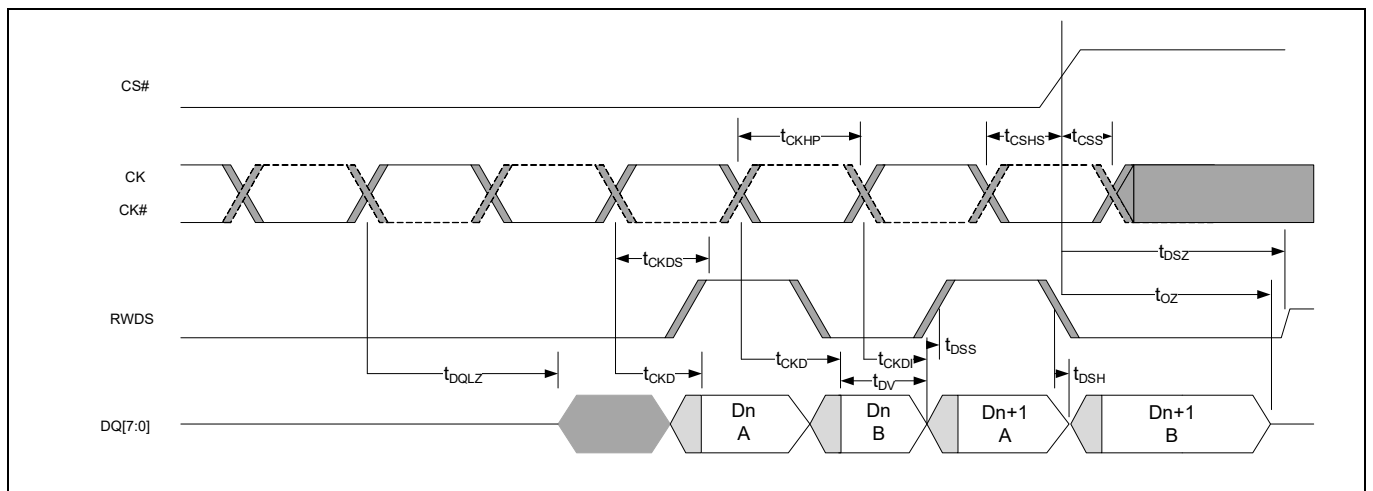 CS#
tCKHP
tCSHS
tCSS
CK
CK#
tDSZ
tCKDS
tOZ
RWDS
tDSS
tCKD
tCKDI
tDQLZ
tCKD
tDV
tDSH
DQ[7:0]
Dn
A
Dn
B
Dn+1
A
Dn+1
B